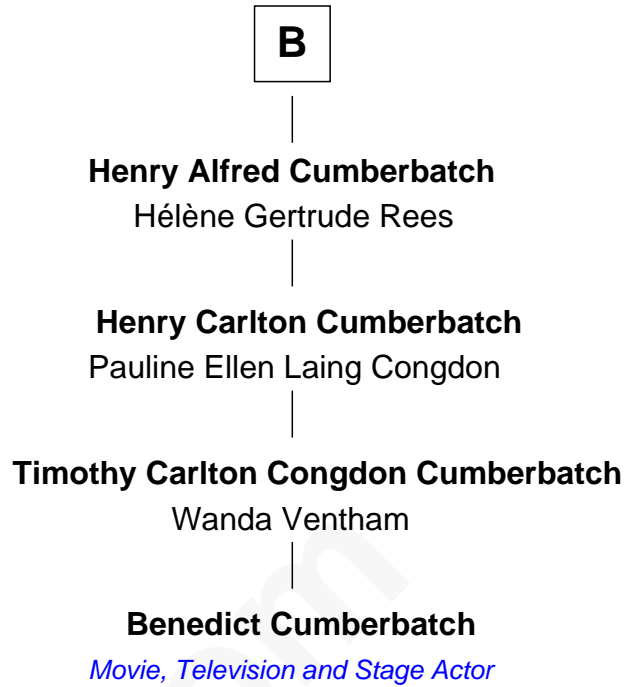 B
Henry Alfred Cumberbatch
Hélène Gertrude Rees
Henry Carlton Cumberbatch
Pauline Ellen Laing Congdon
Timothy Carlton Congdon Cumberbatch
Wanda Ventham
Benedict Cumberbatch
Movie, Television and Stage Actor